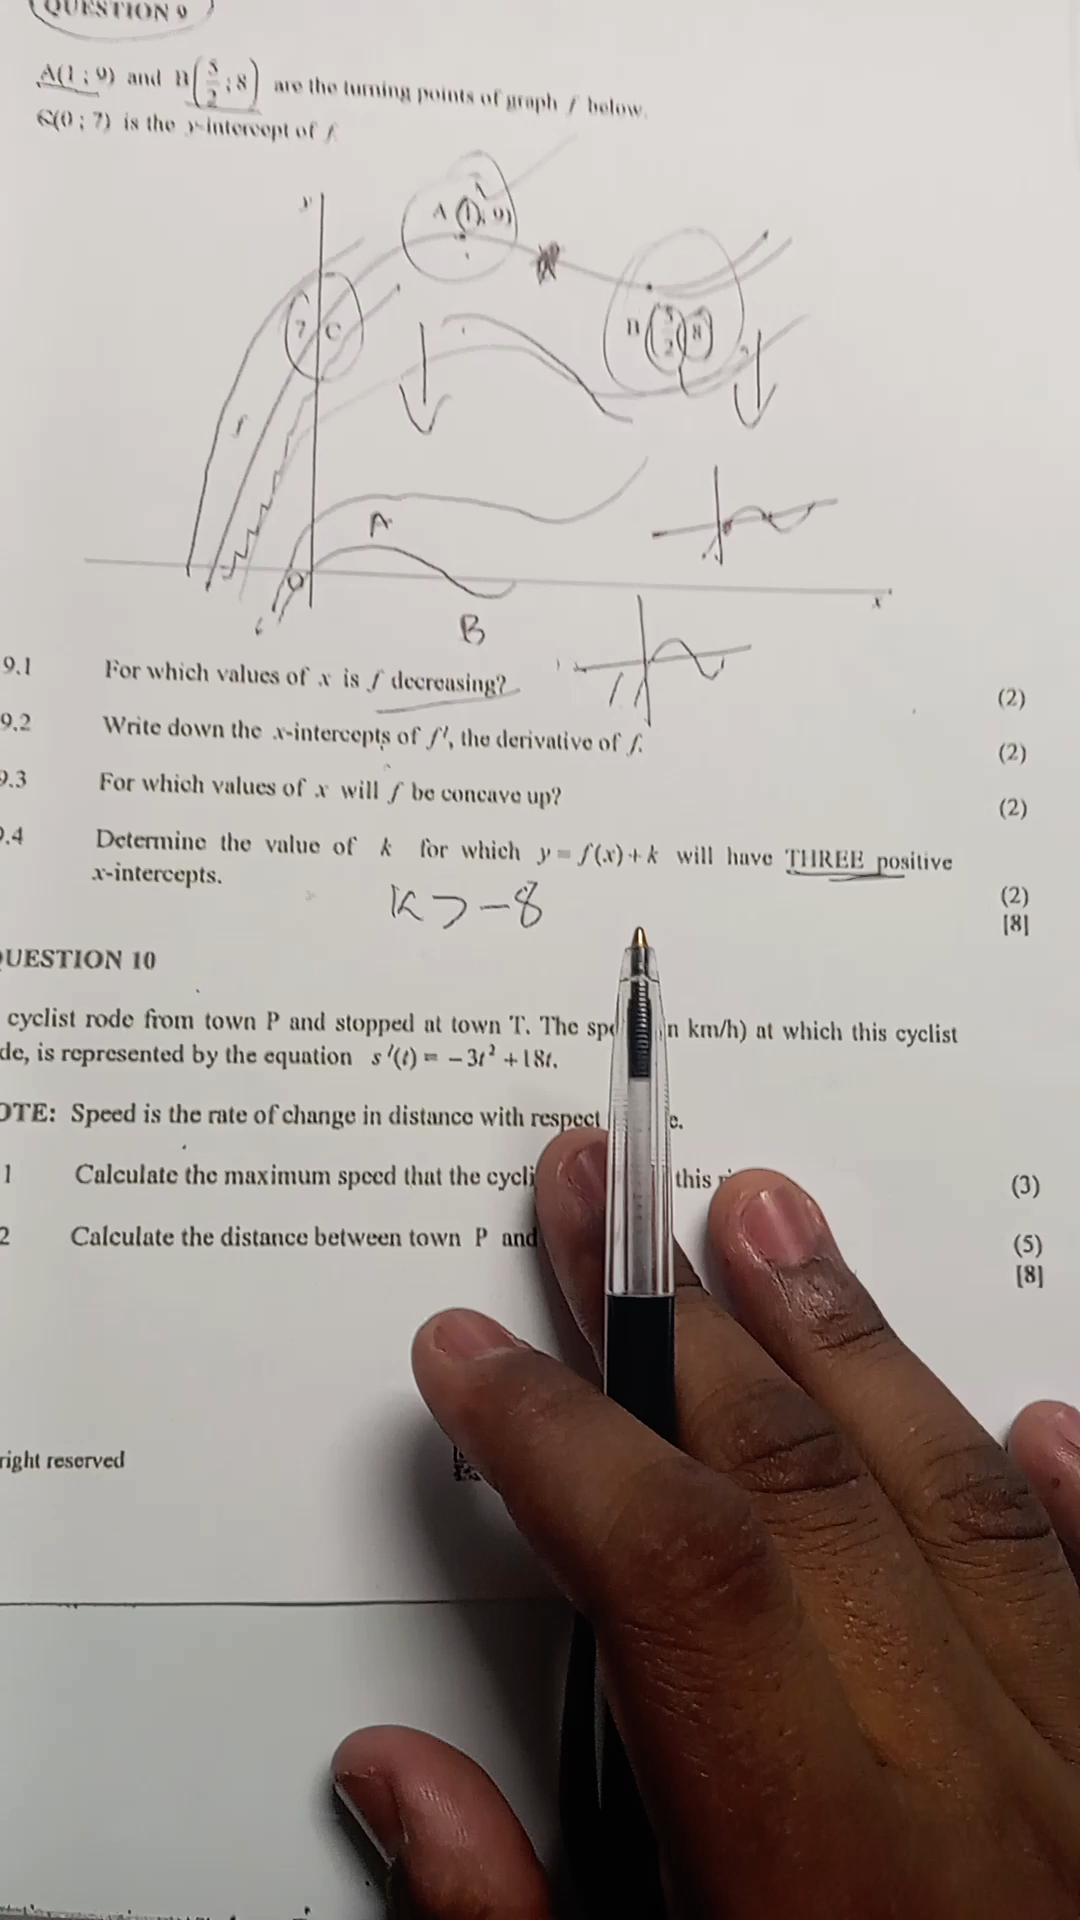 QUESTION 9
A(1 ; 9) and B(5/2 ; 8) are the turning points of graph f below.
C(0 ; 7) is the y-intercept of f.
y
A (1; 9)
7 C
B (5/2; 8)
f
A
O
x
B
9.1 For which values of x is f decreasing? (2)
9.2 Write down the x-intercepts of f′, the derivative of f. (2)
9.3 For which values of x will f be concave up? (2)
9.4 Determine the value of k for which y = f(x) + k will have THREE positive
x-intercepts. (2)
k > -8
[8]
QUESTION 10
cyclist rode from town P and stopped at town T. The n km/h) at which this cyclist
de, is represented by the equation s′(t) = −3t² + 18t.
OTE: Speed is the rate of change in distance with respect e.
1 Calculate the maximum speed that the cycli this (3)
2 Calculate the distance between town P and (5)
[8]
right reserved